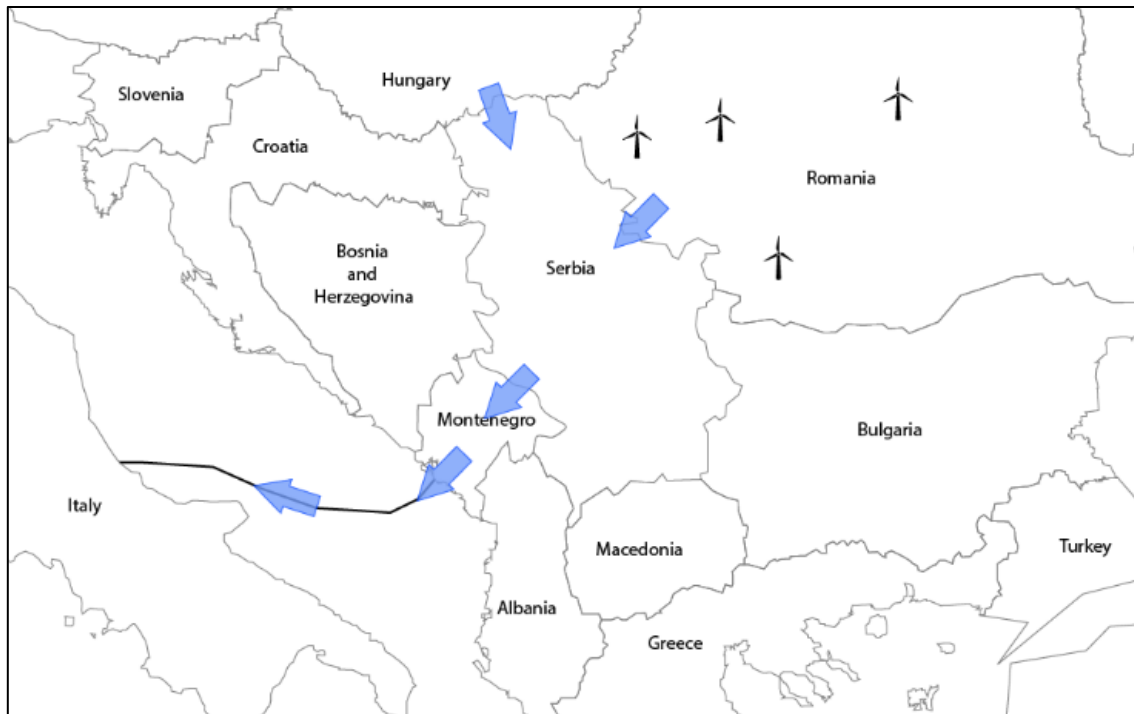 Hungary
Slovenia
Croatia
Romania
Bosnia
and
Herzegovina
Serbia
Montenegro
Bulgaria
Italy
Macedonia
Turkey
Albania
Greece